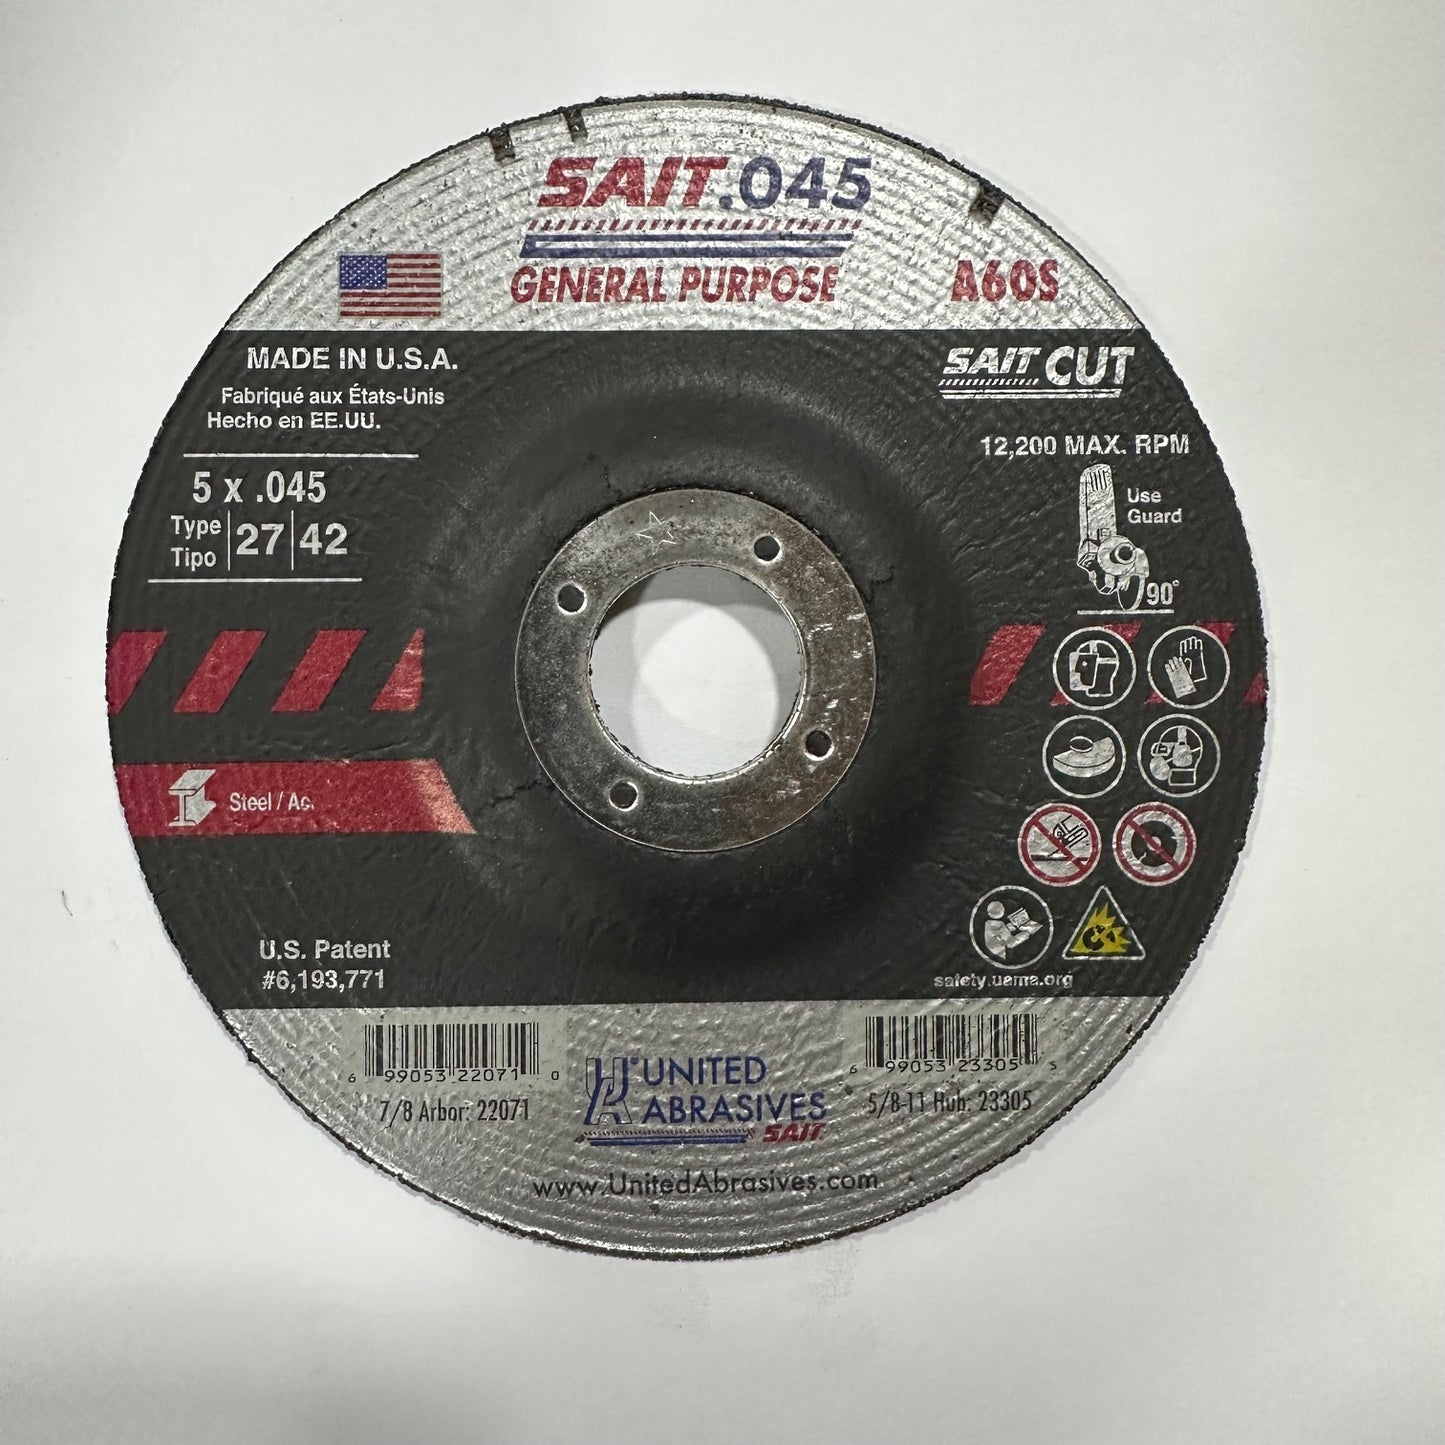 SAIT.045
GENERAL PURPOSE
A60S
MADE IN U.S.A.
Fabriqué aux États-Unis
Hecho en EE.UU.
SAIT CUT
12,200 MAX. RPM
Use
Guard
90°
5 x .045
Type
Tipo
27 42
Steel /
U.S. Patent
#6,193,771
safety.uama.org
6 99053 22071 0
7/8 Arbor: 22071
UA® UNITED
ABRASIVES
SAIT
6 99053 23305 5
5/8-11 Hub: 23305
www.UnitedAbrasives.com